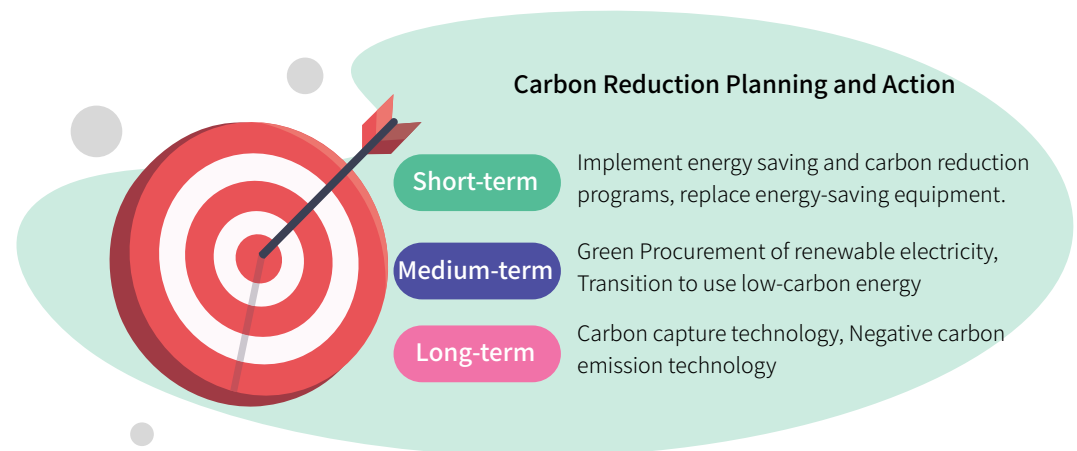 Carbon Reduction Planning and Action
Short-term
Implement energy saving and carbon reduction
programs, replace energy-saving equipment.
Medium-term
Green Procurement of renewable electricity,
Transition to use low-carbon energy
Long-term
Carbon capture technology, Negative carbon
emission technology